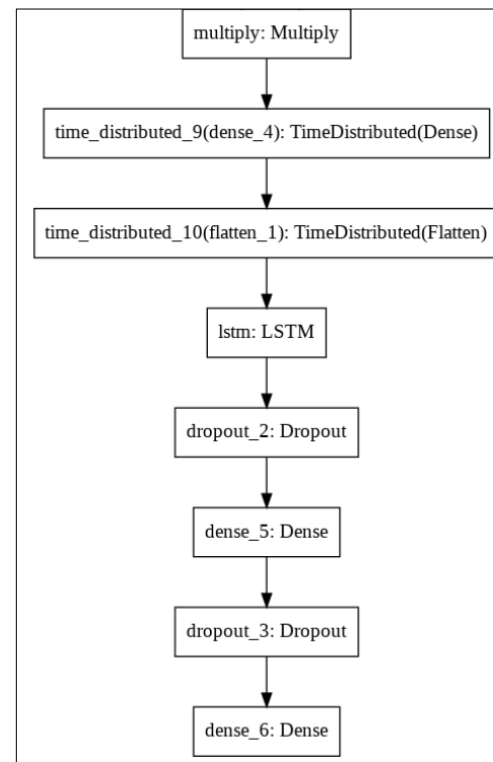 multiply: Multiply
time_distributed_9(dense_4): TimeDistributed(Dense)
time_distributed_10(flatten_1): TimeDistributed(Flatten)
lstm: LSTM
dropout_2: Dropout
dense_5: Dense
dropout_3: Dropout
dense_6: Dense